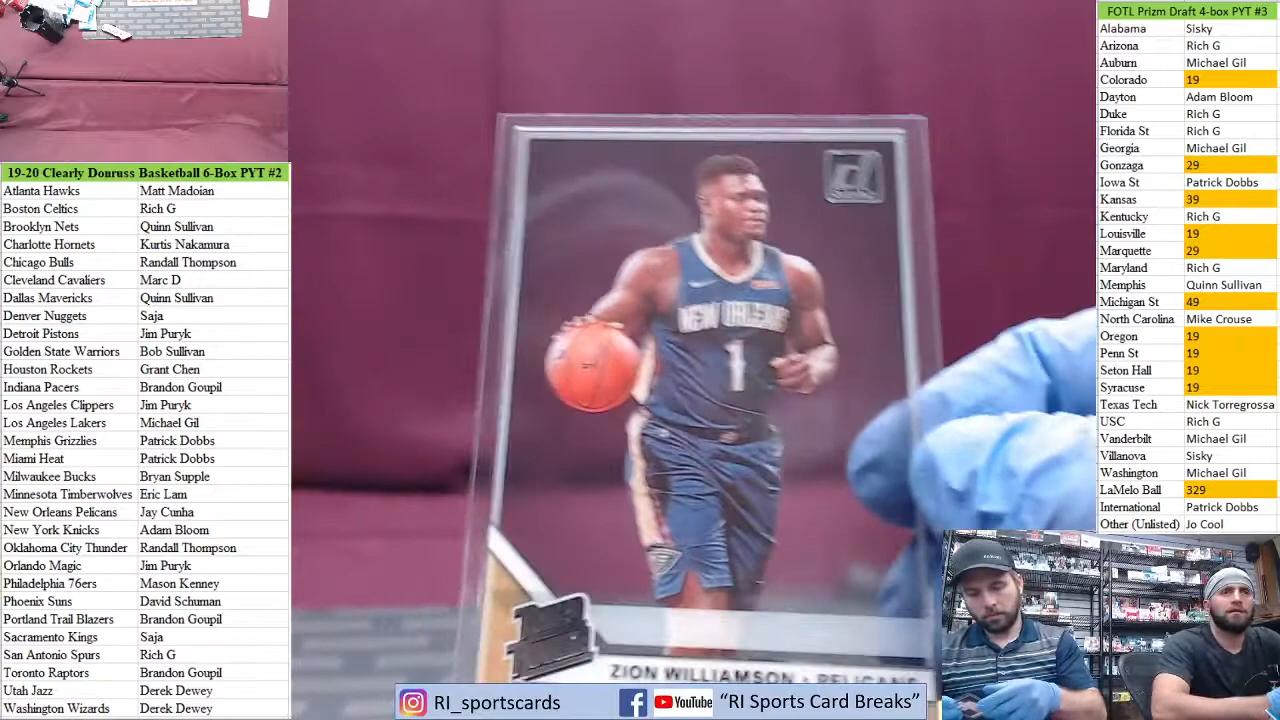 19-20 Clearly Donruss Basketball 6-Box PYT #2
Atlanta Hawks Matt Madoian
Boston Celtics Rich G
Brooklyn Nets Quinn Sullivan
Charlotte Hornets Kurtis Nakamura
Chicago Bulls Randall Thompson
Cleveland Cavaliers Marc D
Dallas Mavericks Quinn Sullivan
Denver Nuggets Saja
Detroit Pistons Jim Puryk
Golden State Warriors Bob Sullivan
Houston Rockets Grant Chen
Indiana Pacers Brandon Goupil
Los Angeles Clippers Jim Puryk
Los Angeles Lakers Michael Gil
Memphis Grizzlies Patrick Dobbs
Miami Heat Patrick Dobbs
Milwaukee Bucks Bryan Supple
Minnesota Timberwolves Eric Lam
New Orleans Pelicans Jay Cunha
New York Knicks Adam Bloom
Oklahoma City Thunder Randall Thompson
Orlando Magic Jim Puryk
Philadelphia 76ers Mason Kenney
Phoenix Suns David Schuman
Portland Trail Blazers Brandon Goupil
Sacramento Kings Saja
San Antonio Spurs Rich G
Toronto Raptors Brandon Goupil
Utah Jazz Derek Dewey
Washington Wizards Derek Dewey
NEW ORLEANS
1
ZION WILLIAMSON • PELICANS
RI_sportscards
YouTube "RI Sports Card Breaks"
FOTL Prizm Draft 4-box PYT #3
Alabama Sisky
Arizona Rich G
Auburn Michael Gil
Colorado 19
Dayton Adam Bloom
Duke Rich G
Florida St Rich G
Georgia Michael Gil
Gonzaga 29
Iowa St Patrick Dobbs
Kansas 39
Kentucky Rich G
Louisville 19
Marquette 29
Maryland Rich G
Memphis Quinn Sullivan
Michigan St 49
North Carolina Mike Crouse
Oregon 19
Penn St 19
Seton Hall 19
Syracuse 19
Texas Tech Nick Torregrossa
USC Rich G
Vanderbilt Michael Gil
Villanova Sisky
Washington Michael Gil
LaMelo Ball 329
International Patrick Dobbs
Other (Unlisted) Jo Cool